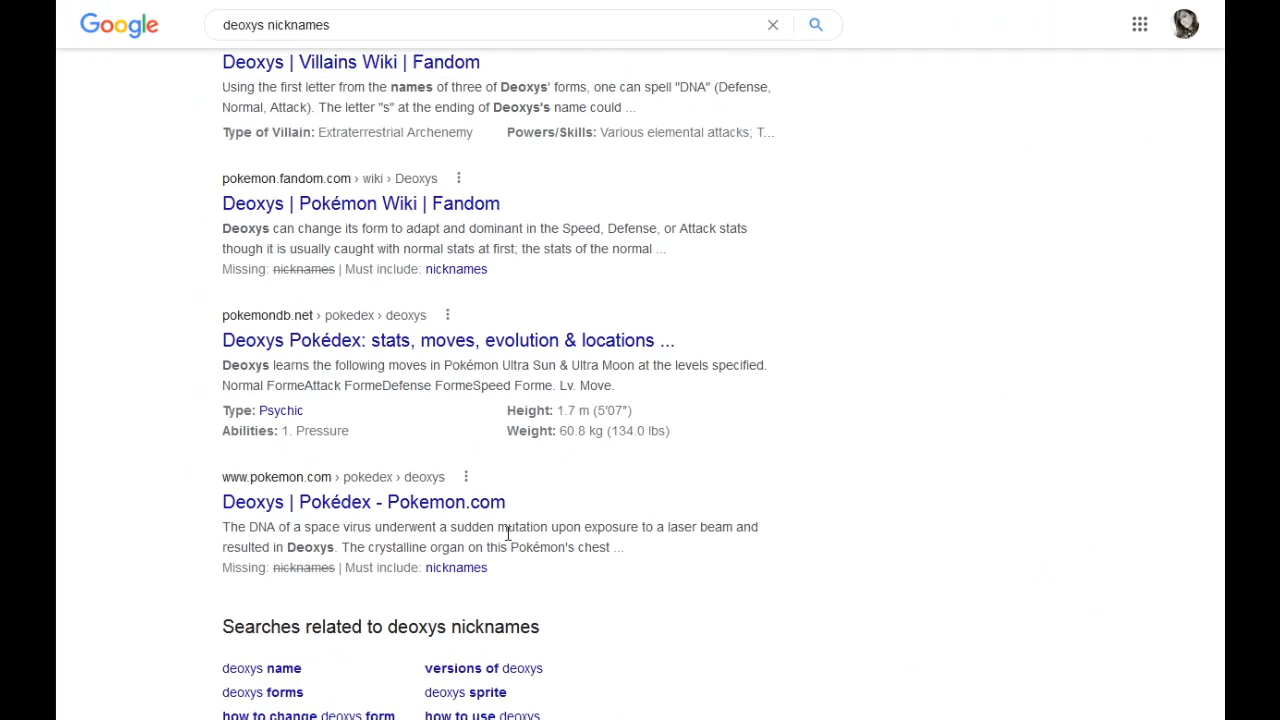 Google
deoxys nicknames
Deoxys | Villains Wiki | Fandom
Using the first letter from the names of three of Deoxys' forms, one can spell "DNA" (Defense,
Normal, Attack). The letter "s" at the ending of Deoxys's name could ...
Type of Villain: Extraterrestrial Archenemy Powers/Skills: Various elemental attacks; T...
pokemon.fandom.com › wiki › Deoxys
Deoxys | Pokémon Wiki | Fandom
Deoxys can change its form to adapt and dominant in the Speed, Defense, or Attack stats
though it is usually caught with normal stats at first; the stats of the normal ...
Missing: nicknames | Must include: nicknames
pokemondb.net › pokedex › deoxys
Deoxys Pokédex: stats, moves, evolution & locations ...
Deoxys learns the following moves in Pokémon Ultra Sun & Ultra Moon at the levels specified.
Normal FormeAttack FormeDefense FormeSpeed Forme. Lv. Move.
Type: Psychic Height: 1.7 m (5'07")
Abilities: 1. Pressure Weight: 60.8 kg (134.0 lbs)
www.pokemon.com › pokedex › deoxys
Deoxys | Pokédex - Pokemon.com
The DNA of a space virus underwent a sudden mutation upon exposure to a laser beam and
resulted in Deoxys. The crystalline organ on this Pokémon's chest ...
Missing: nicknames | Must include: nicknames
Searches related to deoxys nicknames
deoxys name versions of deoxys
deoxys forms deoxys sprite
how to change deoxys form how to use deoxys